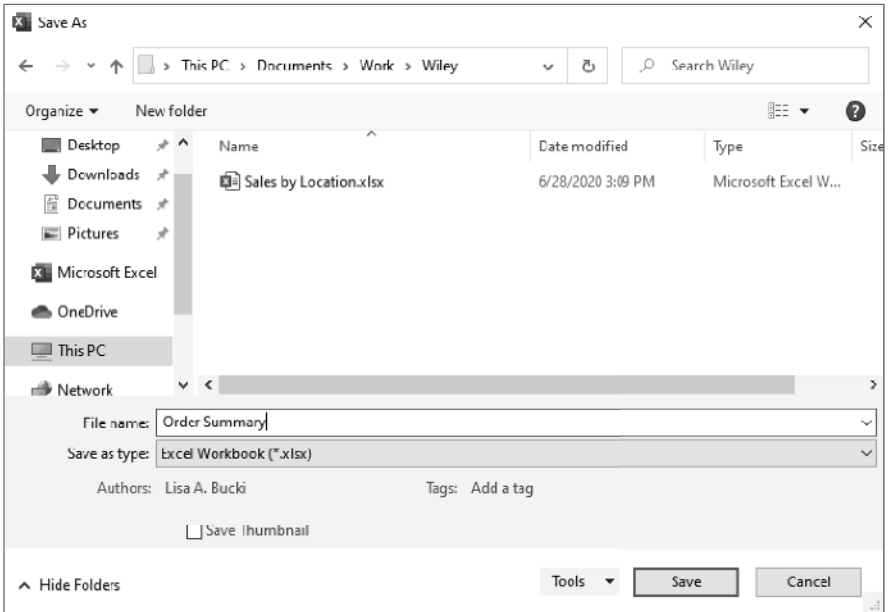 Save As
This PC > Documents > Work > Wiley
Search Wiley
Organize
New folder
Name
Date modified
Type
Size
Desktop
Downloads
Documents
Pictures
Microsoft Excel
OneDrive
This PC
Network
Sales by Location.xlsx
6/28/2020 3:09 PM
Microsoft Excel W...
File name: Order Summary
Save as type: Excel Workbook (*.xlsx)
Authors: Lisa A. Bucki
Tags: Add a tag
Save Thumbnail
Hide Folders
Tools
Save
Cancel